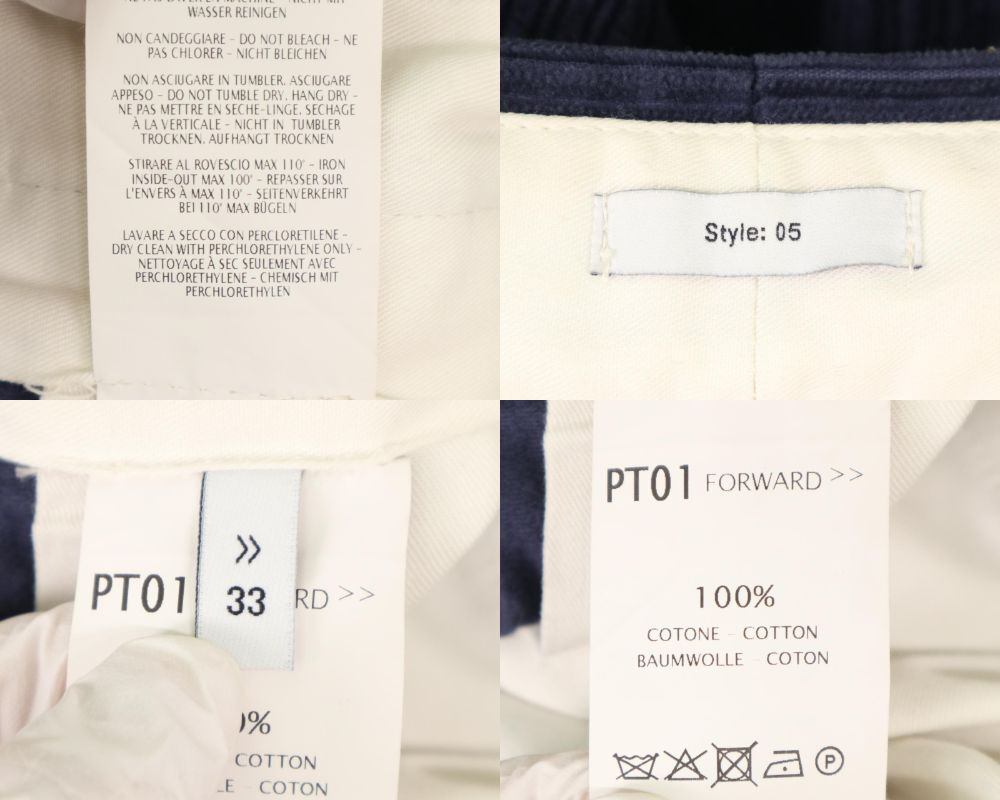 WASSER REINIGEN
NON CANDEGGIARE - DO NOT BLEACH - NE
PAS CHLORER - NICHT BLEICHEN
NON ASCIUGARE IN TUMBLER. ASCIUGARE
APPESO - DO NOT TUMBLE DRY. HANG DRY -
NE PAS METTRE EN SECHE-LINGE. SECHAGE
À LA VERTICALE - NICHT IN TUMBLER
TROCKNEN. AUFHANGT TROCKNEN
STIRARE AL ROVESCIO MAX 110° - IRON
INSIDE-OUT MAX 100° - REPASSER SUR
L'ENVERS À MAX 110° - SEITENVERKEHRT
BEI 110° MAX BÜGELN
LAVARE A SECCO CON PERCLORETILENE -
DRY CLEAN WITH PERCHLORETHYLENE ONLY -
NETTOYAGE À SEC SEULEMENT AVEC
PERCHLORETHYLENE - CHEMISCH MIT
PERCHLORETHYLEN
Style: 05
PT01 RD >>
>>
33
0%
COTTON
LE - COTON
PT01 FORWARD >>
100%
COTONE - COTTON
BAUMWOLLE - COTON
P